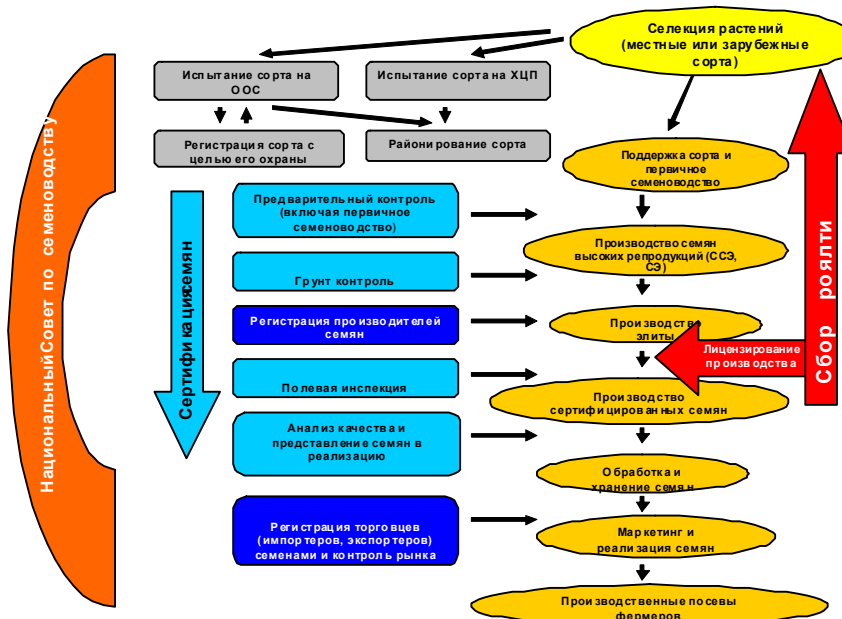 Селекция растений
(местные или зарубежные
сорта)
Испытание сорта на
ООС
Испытание сорта на ХЦП
Регистрация сорта с
целью его охраны
Районирование сорта
Поддержка сорта и
первичное
семеноводство
Национальный Совет по семеноводству
Сертификация семян
Предварительный контроль
(включая первичное
семеноводство)
Производство семян
высоких репродукций (ССЭ,
СЭ)
Грунт контроль
Регистрация производителей
семян
Производство
элиты
Лицензирование
производства
Сбор роялти
Полевая инспекция
Производство
сертифицированных семян
Анализ качества и
представление семян в
реализацию
Обработка и
хранение семян
Регистрация торговцев
(импортеров, экспортеров)
семенами и контроль рынка
Маркетинг и
реализация семян
Производственные посевы
фермеров